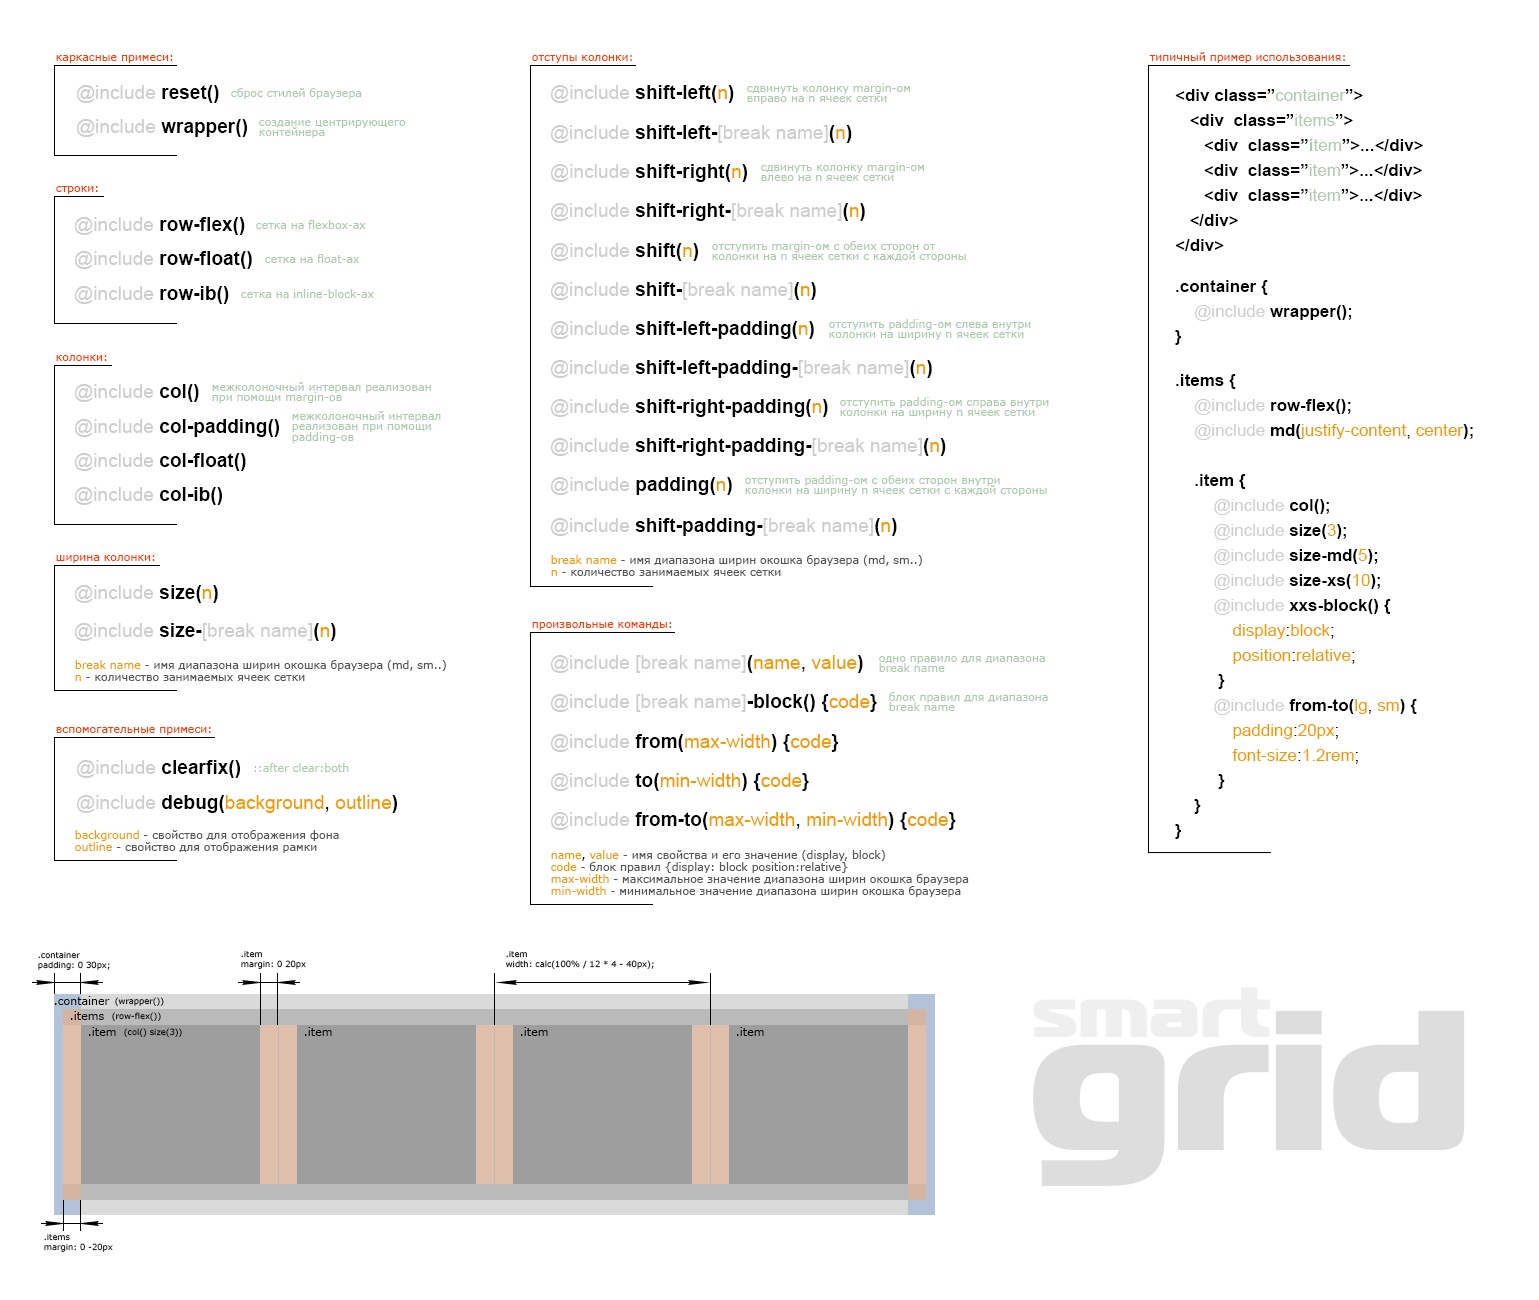 каркасные примеси:
@include reset() сброс стилей браузера
@include wrapper() создание центрирующего
контейнера
строки:
@include row-flex() сетка на flexbox-ах
@include row-float() сетка на float-ах
@include row-ib() сетка на inline-block-ах
колонки:
@include col() межколоночный интервал реализован
при помощи margin-ов
@include col-padding() межколоночный интервал
реализован при помощи
padding-ов
@include col-float()
@include col-ib()
ширина колонки:
@include size(n)
@include size-[break name](n)
break name - имя диапазона ширин окошка браузера (md, sm..)
n - количество занимаемых ячеек сетки
вспомогательные примеси:
@include clearfix() ::after clear:both
@include debug(background, outline)
background - свойство для отображения фона
outline - свойство для отображения рамки
отступы колонки:
@include shift-left(n) сдвинуть колонку margin-ом
вправо на n ячеек сетки
@include shift-left-[break name](n)
@include shift-right(n) сдвинуть колонку margin-ом
влево на n ячеек сетки
@include shift-right-[break name](n)
@include shift(n) отступить margin-ом с обеих сторон от
колонки на n ячеек сетки с каждой стороны
@include shift-[break name](n)
@include shift-left-padding(n) отступить padding-ом слева внутри
колонки на ширину n ячеек сетки
@include shift-left-padding-[break name](n)
@include shift-right-padding(n) отступить padding-ом справа внутри
колонки на ширину n ячеек сетки
@include shift-right-padding-[break name](n)
@include padding(n) отступить padding-ом с обеих сторон внутри
колонки на ширину n ячеек сетки с каждой стороны
@include shift-padding-[break name](n)
break name - имя диапазона ширин окошка браузера (md, sm..)
n - количество занимаемых ячеек сетки
произвольные команды:
@include [break name](name, value) одно правило для диапазона
break name
@include [break name]-block() {code} блок правил для диапазона
break name
@include from(max-width) {code}
@include to(min-width) {code}
@include from-to(max-width, min-width) {code}
name, value - имя свойства и его значение (display, block)
code - блок правил {display: block position:relative}
max-width - максимальное значение диапазона ширин окошка браузера
min-width - минимальное значение диапазона ширин окошка браузера
типичный пример использования:
<div class=”container”>
<div class=”items”>
<div class=”item”>...</div>
<div class=”item”>...</div>
<div class=”item”>...</div>
</div>
</div>
.container {
@include wrapper();
}
.items {
@include row-flex();
@include md(justify-content, center);
.item {
@include col();
@include size(3);
@include size-md(5);
@include size-xs(10);
@include xxs-block() {
display:block;
position:relative;
}
@include from-to(lg, sm) {
padding:20px;
font-size:1.2rem;
}
}
}
.container
padding: 0 30px;
.item
margin: 0 20px
.item
width: calc(100% / 12 * 4 - 40px);
.container (wrapper())
.items (row-flex())
.item (col() size(3))
.item
.item
.item
.items
margin: 0 -20px
smart
grid